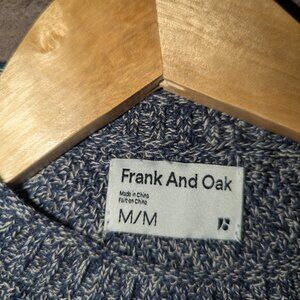 Frank And Oak
Made in China
Fait en Chine
M/M